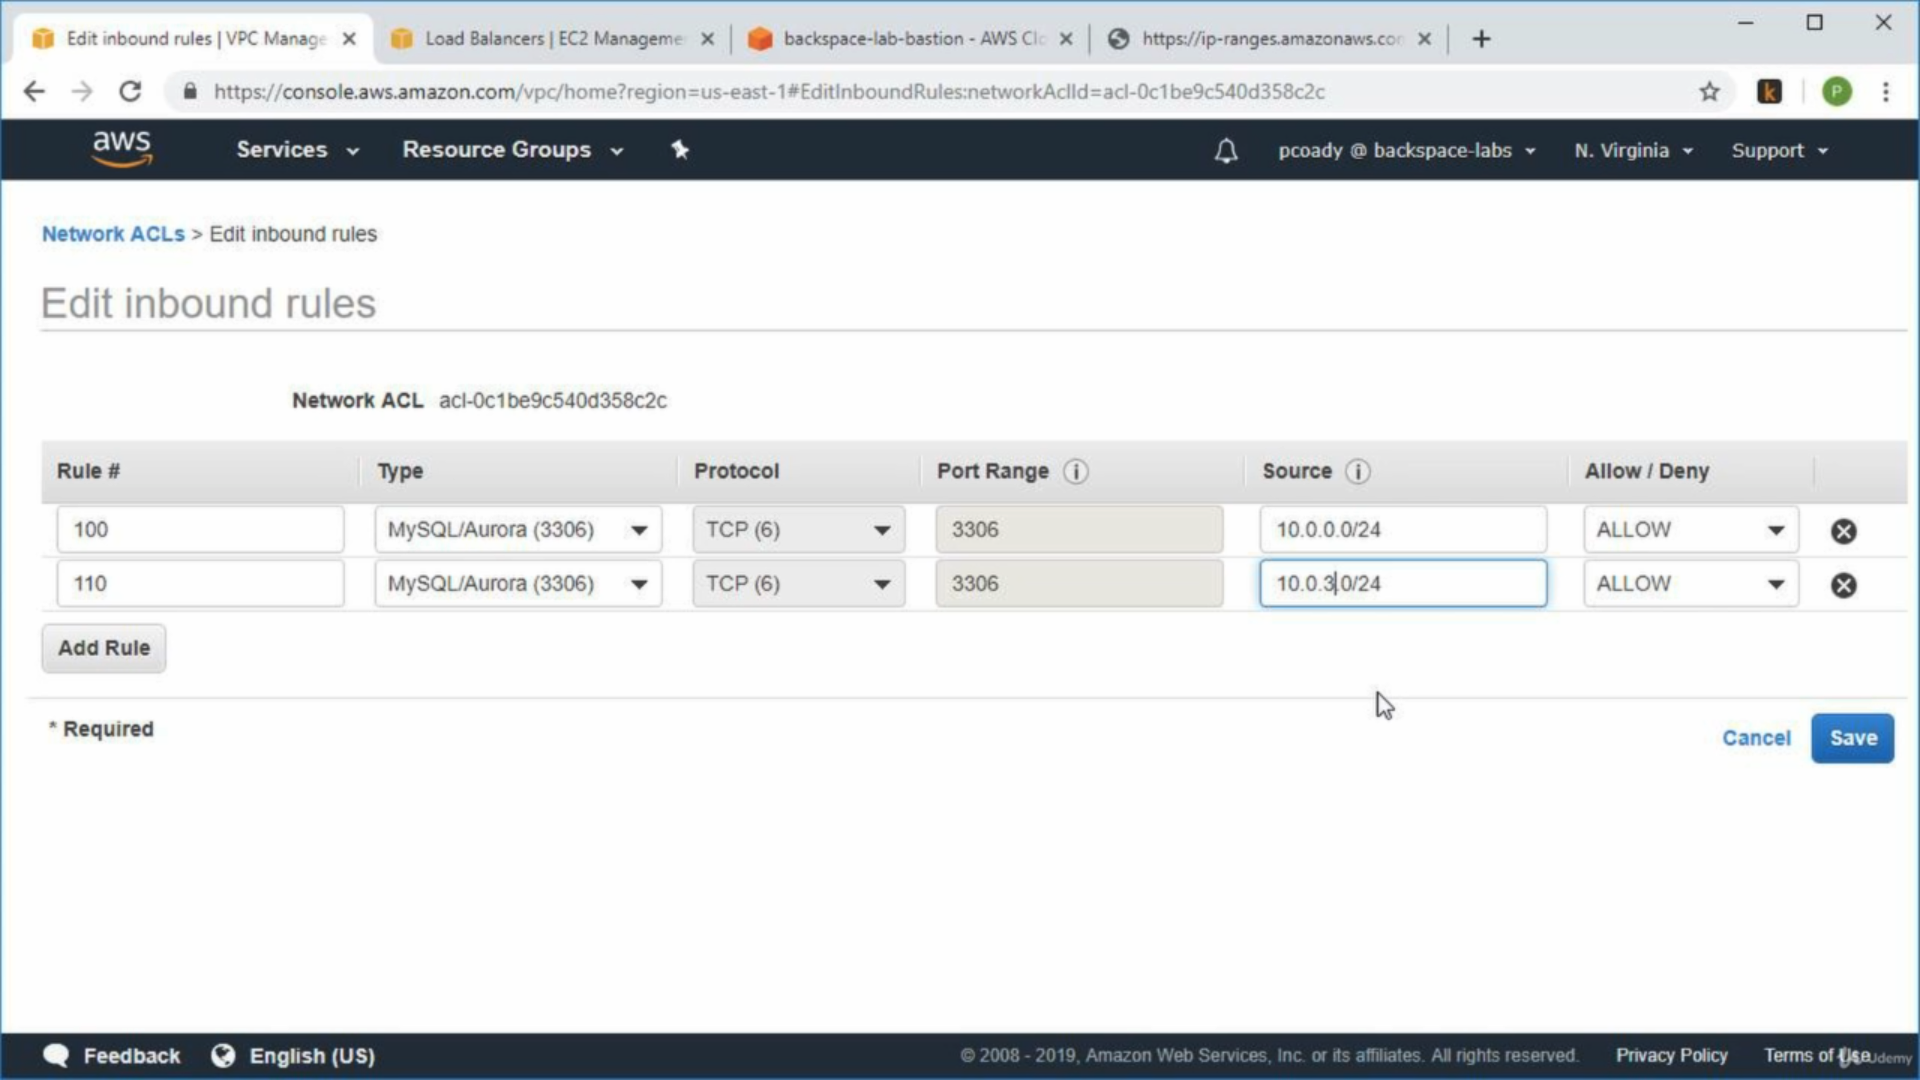 Edit inbound rules | VPC Manage
Load Balancers | EC2 Manageme
backspace-lab-bastion - AWS Clo
https://ip-ranges.amazonaws.co
https://console.aws.amazon.com/vpc/home?region=us-east-1#EditInboundRules:networkAclId=acl-0c1be9c540d358c2c
k
P
aws
Services
Resource Groups
pcoady @ backspace-labs
N. Virginia
Support
Network ACLs > Edit inbound rules
Edit inbound rules
Network ACL acl-0c1be9c540d358c2c
Rule # Type Protocol Port Range i Source i Allow / Deny
100 MySQL/Aurora (3306) TCP (6) 3306 10.0.0.0/24 ALLOW
110 MySQL/Aurora (3306) TCP (6) 3306 10.0.3.0/24 ALLOW
Add Rule
* Required
Cancel
Save
Feedback
English (US)
© 2008 - 2019, Amazon Web Services, Inc. or its affiliates. All rights reserved.
Privacy Policy
Terms of Use
Udemy